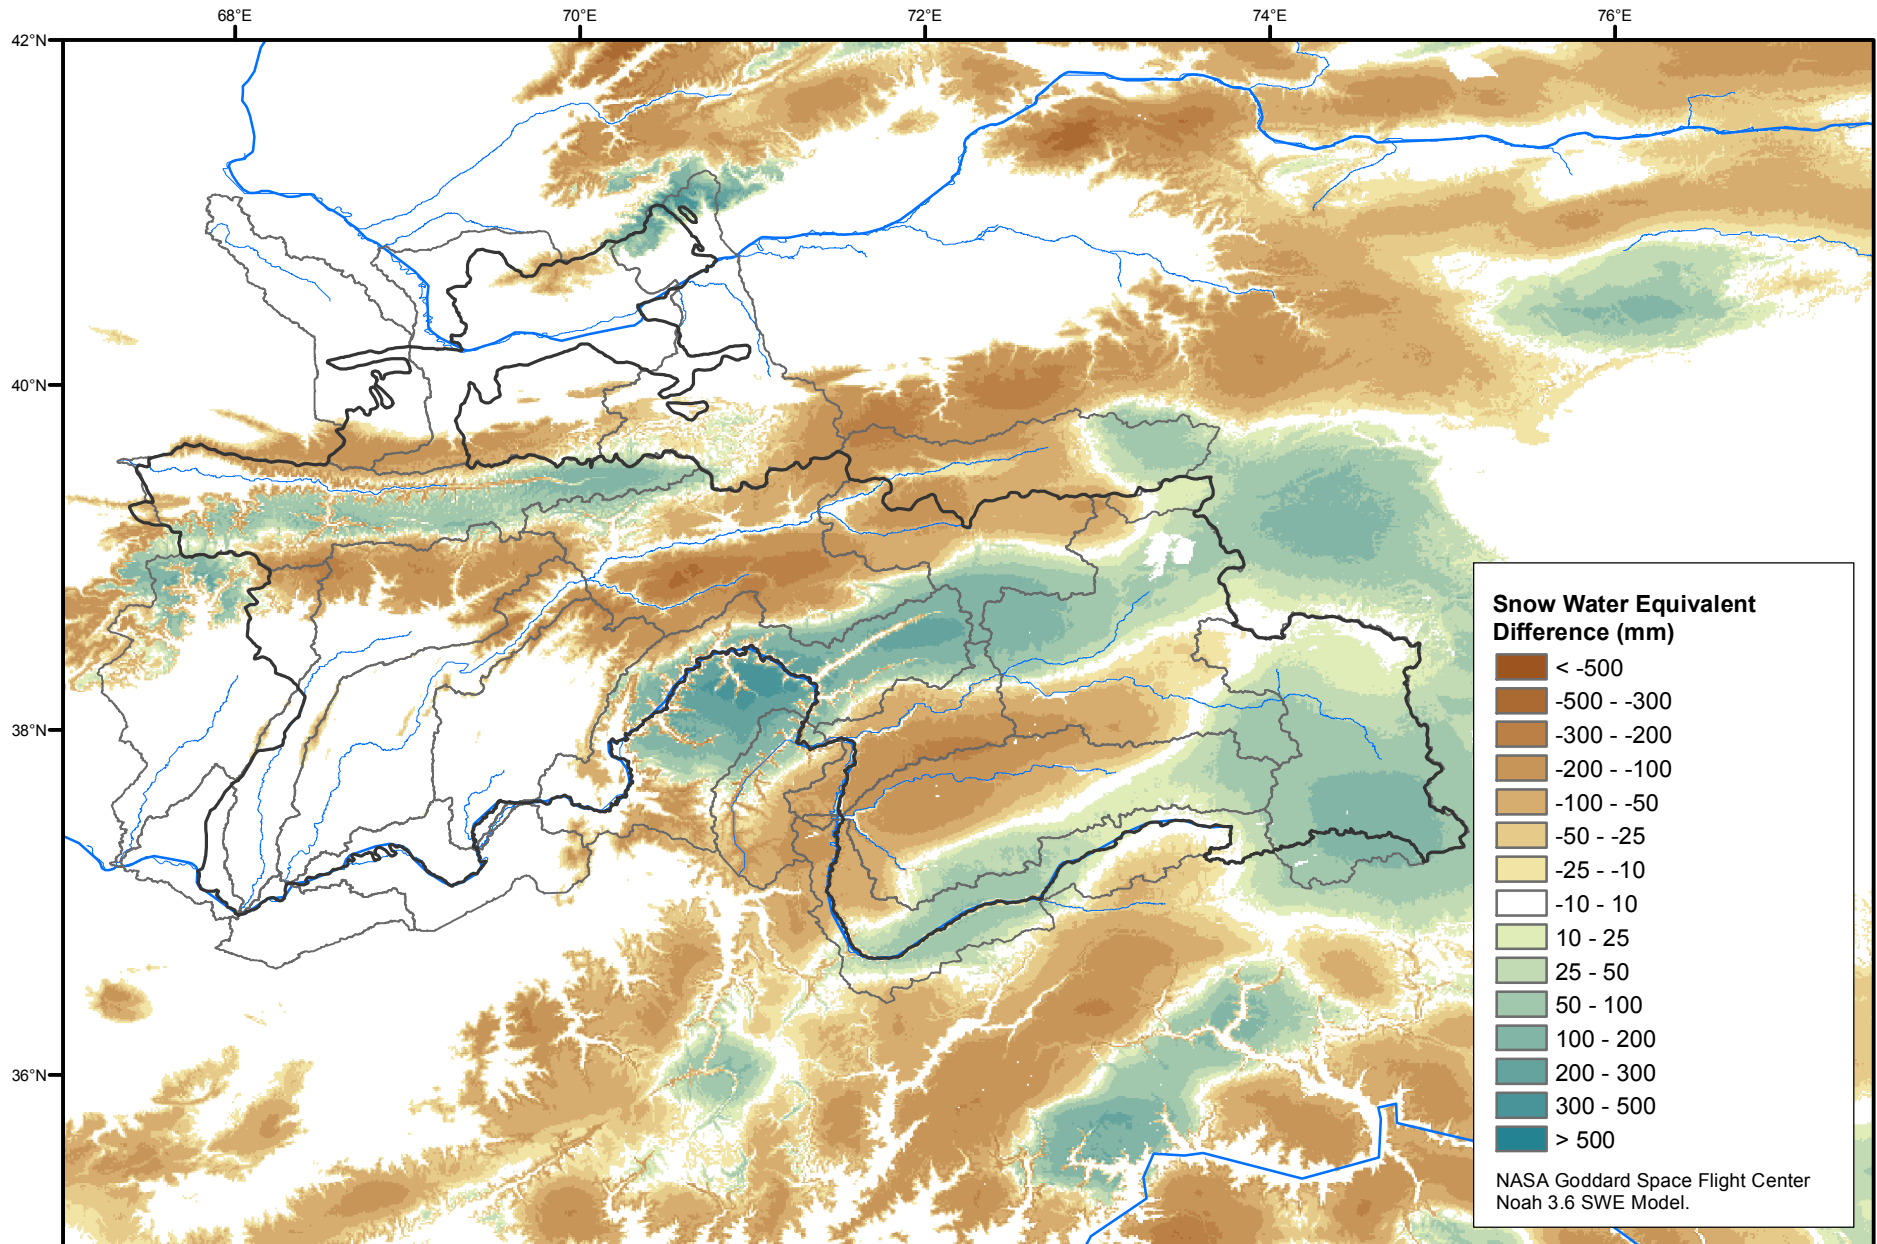 68°E
70°E
72°E
74°E
76°E
42°N
40°N
38°N
36°N
Snow Water Equivalent
Difference (mm)
< -500
-500 - -300
-300 - -200
-200 - -100
-100 - -50
-50 - -25
-25 - -10
-10 - 10
10 - 25
25 - 50
50 - 100
100 - 200
200 - 300
300 - 500
> 500
NASA Goddard Space Flight Center
Noah 3.6 SWE Model.